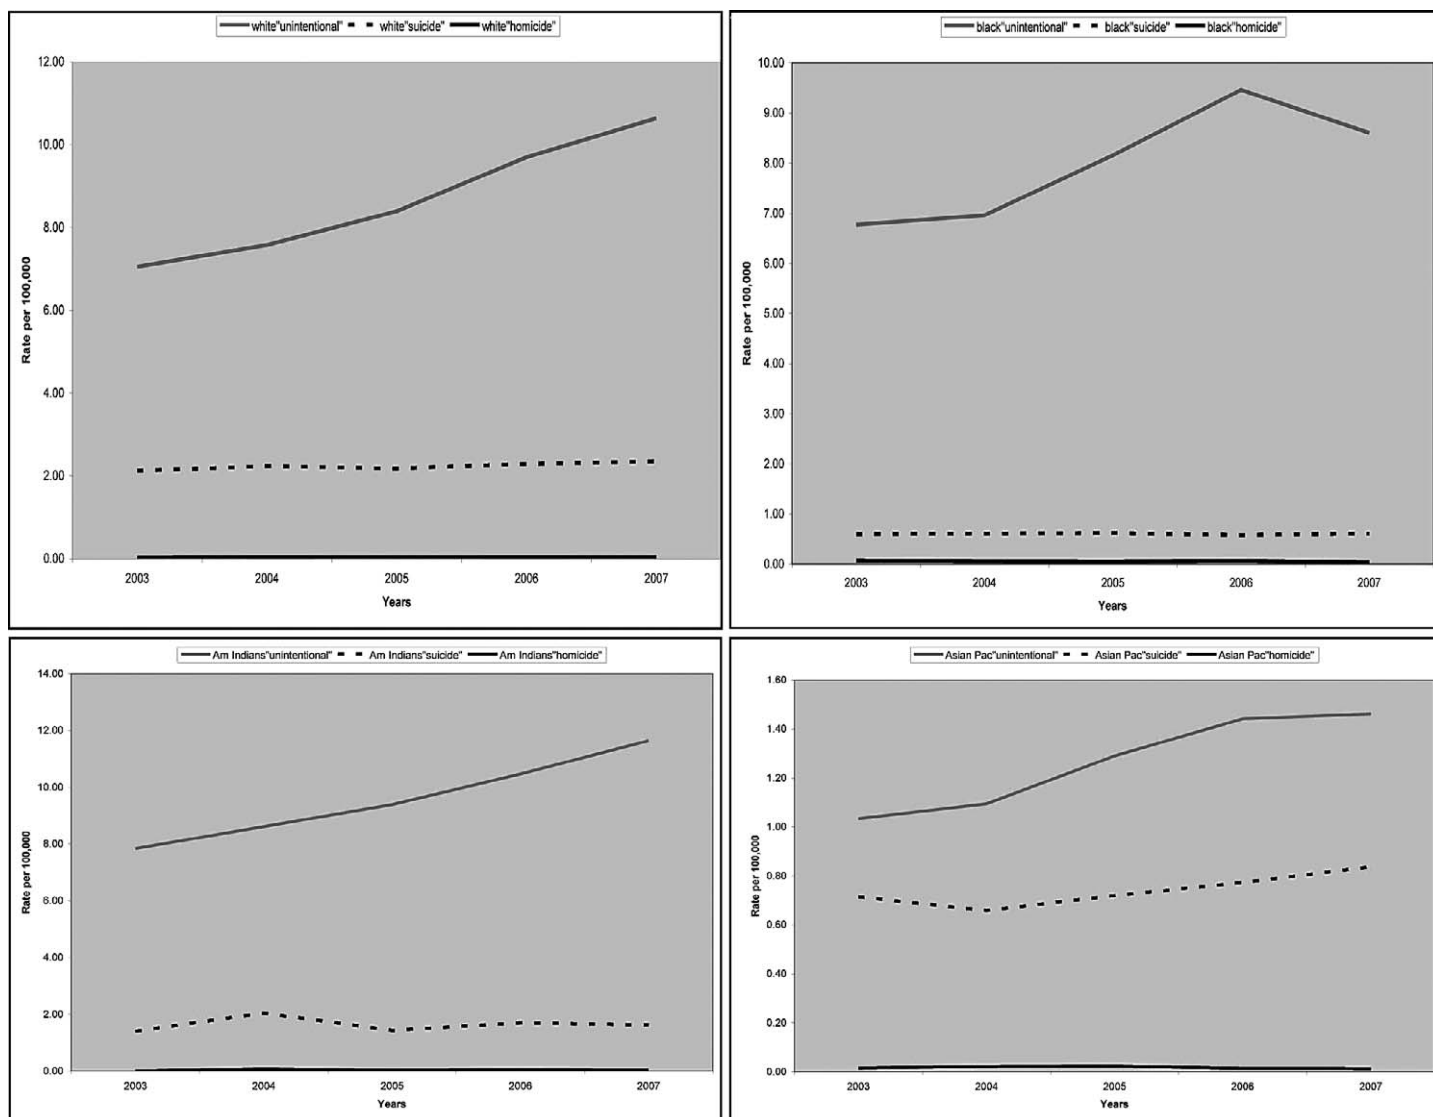 white"unintentional" white"suicide" white"homicide"
12.00
10.00
8.00
6.00
4.00
2.00
0.00
Rate per 100,000
2003 2004 2005 2006 2007
Years
black"unintentional" black"suicide" black"homicide"
10.00
9.00
8.00
7.00
6.00
5.00
4.00
3.00
2.00
1.00
0.00
Rate per 100,000
2003 2004 2005 2006 2007
Years
Am Indians"unintentional" Am Indians"suicide" Am Indians"homicide"
14.00
12.00
10.00
8.00
6.00
4.00
2.00
0.00
Rate per 100,000
2003 2004 2005 2006 2007
Years
Asian Pac"unintentional" Asian Pac"suicide" Asian Pac"homicide"
1.60
1.40
1.20
1.00
0.80
0.60
0.40
0.20
0.00
Rate per 100,000
2003 2004 2005 2006 2007
Years